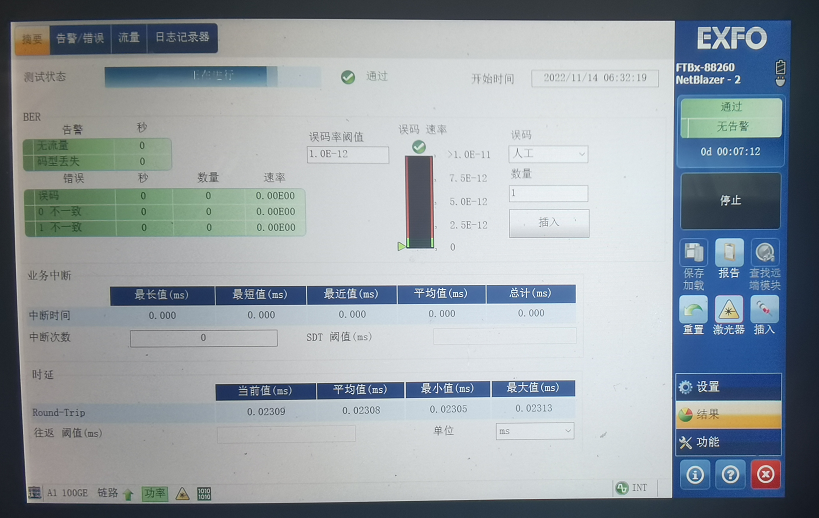 摘要 告警/错误 流量 日志记录器
EXFO
FTBx-88260
NetBlazer - 2
测试状态 正在进行 通过 开始时间 2022/11/14 06:32:19
通过
无告警
0d 00:07:12
停止
BER
告警 秒
无流量 0
码型丢失 0
错误 秒 数量 速率
误码 0 0 0.00E00
0 不一致 0 0 0.00E00
1 不一致 0 0 0.00E00
误码率阈值
1.0E-12
误码 速率
>1.0E-11
7.5E-12
5.0E-12
2.5E-12
0
误码
人工
数量
1
插入
保存 加载
报告
查找远端模块
重置 激光器 插入
业务中断
最长值(ms) 最短值(ms) 最近值(ms) 平均值(ms) 总计(ms)
中断时间 0.000 0.000 0.000 0.000 0.000
中断次数 0 SDT 阈值(ms)
时延
当前值(ms) 平均值(ms) 最小值(ms) 最大值(ms)
Round-Trip 0.02309 0.02308 0.02305 0.02313
往返 阈值(ms) 单位 ms
设置
结果
功能
A1 100GE 链路 功率 1010 1010 INT